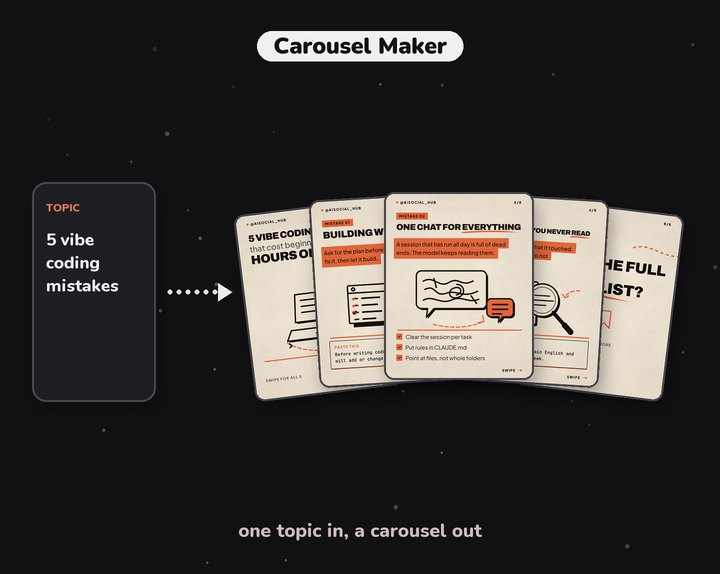 Carousel Maker
TOPIC
5 vibe
coding
mistakes
@AISOCIAL_HUB
5 VIBE CODIN
that cost beginn
HOURS O
SWIPE FOR ALL 5
@AISOCIAL_HUB
MISTAKE 01
BUILDING W
Ask for the plan before
fix it, then let it build.
PASTE THIS
Before writing cod
will add or change
@AISOCIAL_HUB
4/8
MISTAKE 02
ONE CHAT FOR EVERYTHING
A session that has run all day is full of dead
ends. The model keeps reading them.
Clear the session per task
Put rules in CLAUDE.md
Point at files, not whole folders
SWIPE
6/8
YOU NEVER READ
hat it touched.
o not
ain English and
eak.
SWIPE
HE FULL
LIST?
one topic in, a carousel out